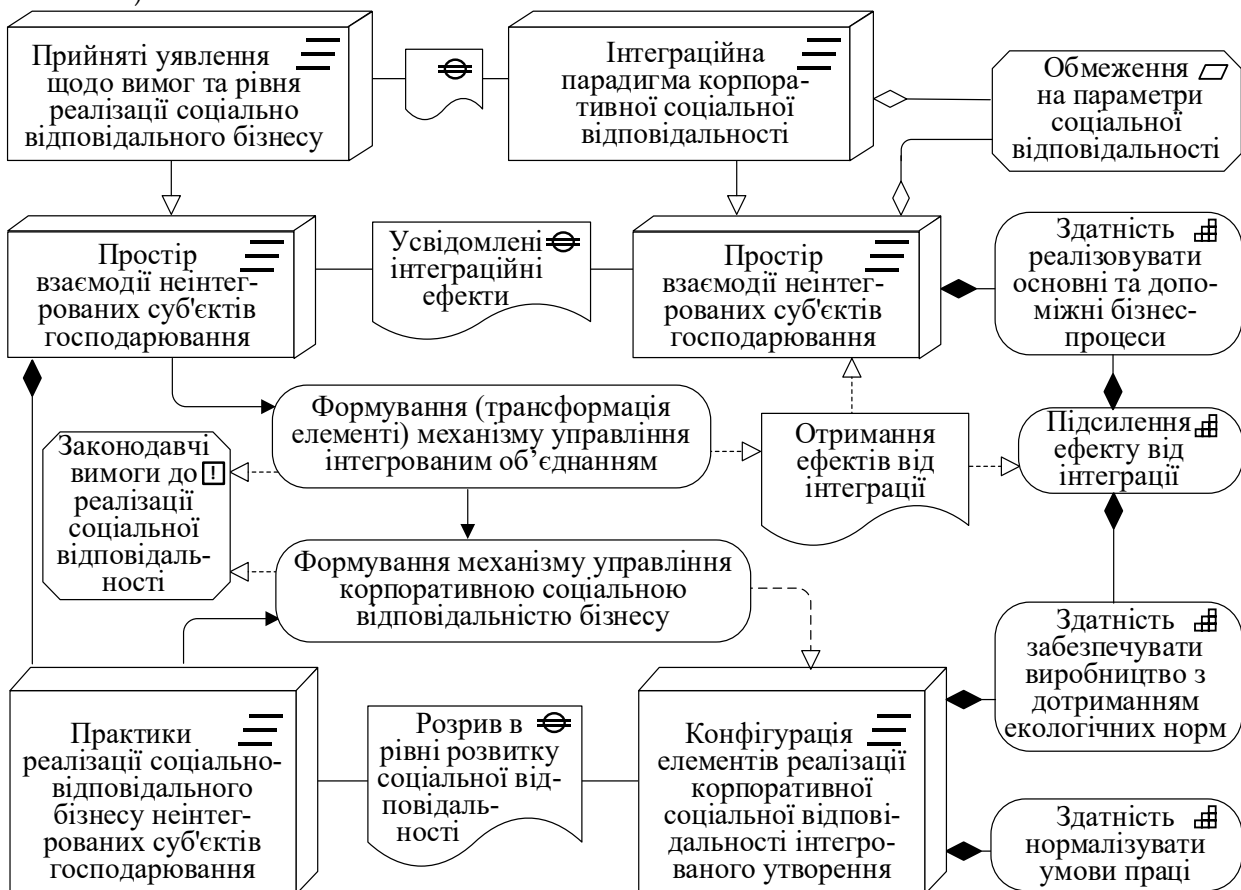 Прийняті уявлення
щодо вимог та рівня
реалізації соціально
відповідального бізнесу
Інтеграційна
парадигма корпора-
тивної соціальної
відповідальності
Обмеження
на параметри
соціальної
відповідальності
Простір
взаємодії неінтег-
рованих суб'єктів
господарювання
Усвідомлені
інтеграційні
ефекти
Простір
взаємодії неінтег-
рованих суб'єктів
господарювання
Здатність
реалізовувати
основні та допо-
міжні бізнес-
процеси
Формування (трансформація
елементі) механізму управління
інтегрованим об’єднанням
Законодавчі
вимоги до
реалізації
соціальної
відповідаль-
ності
Отримання
ефектів від
інтеграції
Підсилення
ефекту від
інтеграції
Формування механізму управління
корпоративною соціальною
відповідальністю бізнесу
Здатність
забезпечувати
виробництво з
дотриманням
екологічних норм
Практики
реалізації соціально-
відповідального
бізнесу неінтег-
рованих суб'єктів
господарювання
Розрив в
рівні розвитку
соціальної від-
повідаль-
ності
Конфігурація
елементів реалізації
корпоративної
соціальної відпові-
дальності інтегро-
ваного утворення
Здатність
нормалізувати
умови праці